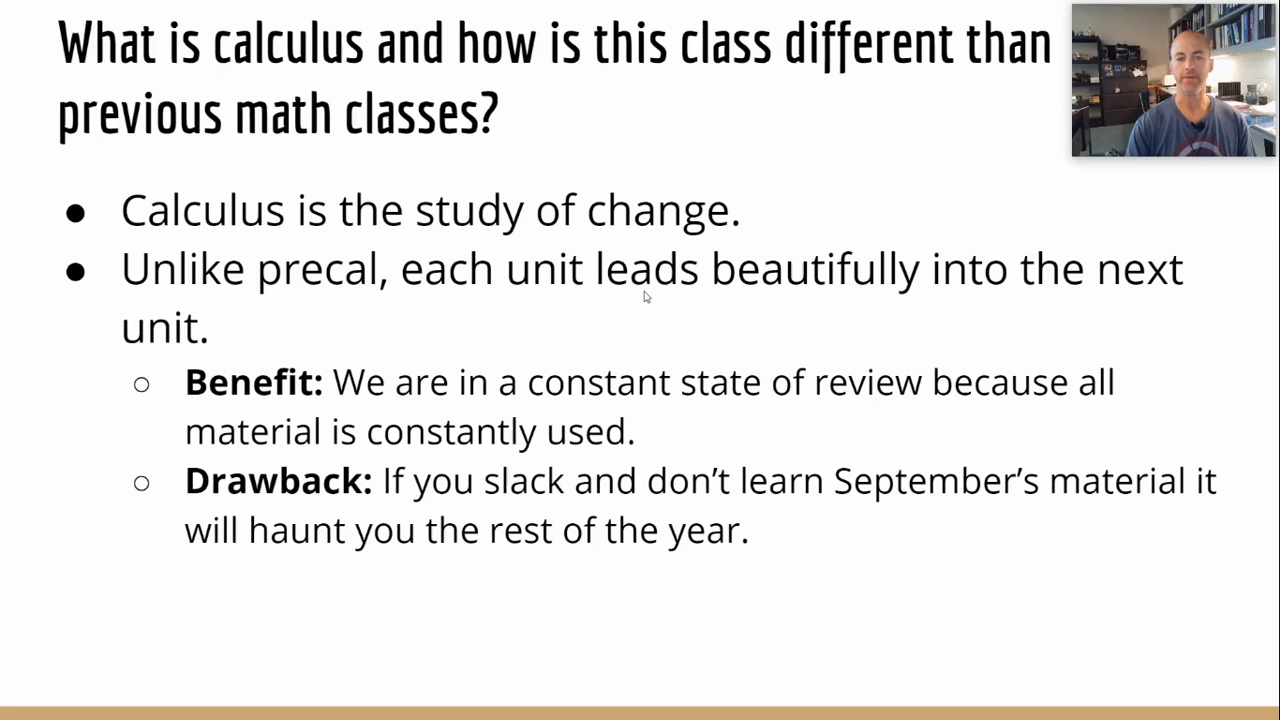 What is calculus and how is this class different than
previous math classes?
● Calculus is the study of change.
● Unlike precal, each unit leads beautifully into the next
unit.
○ Benefit: We are in a constant state of review because all
material is constantly used.
○ Drawback: If you slack and don’t learn September’s material it
will haunt you the rest of the year.